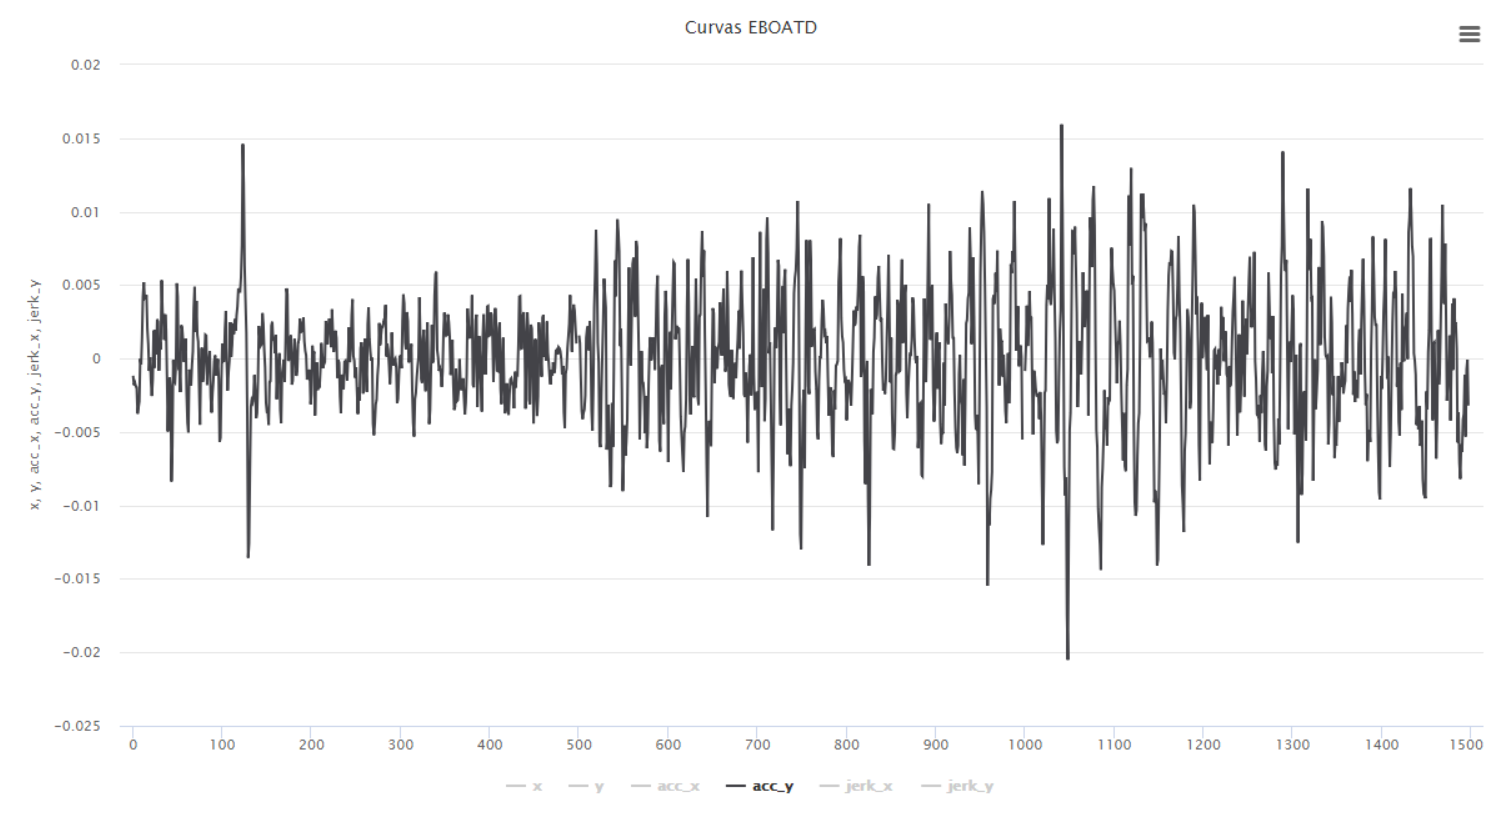 Curvas EBOATD
0.02
0.015
0.01
0.005
0
−0.005
−0.01
−0.015
−0.02
−0.025
x, y, acc_x, acc_y, jerk_x, jerk_y
0 100 200 300 400 500 600 700 800 900 1000 1100 1200 1300 1400 1500
x y acc_x acc_y jerk_x jerk_y